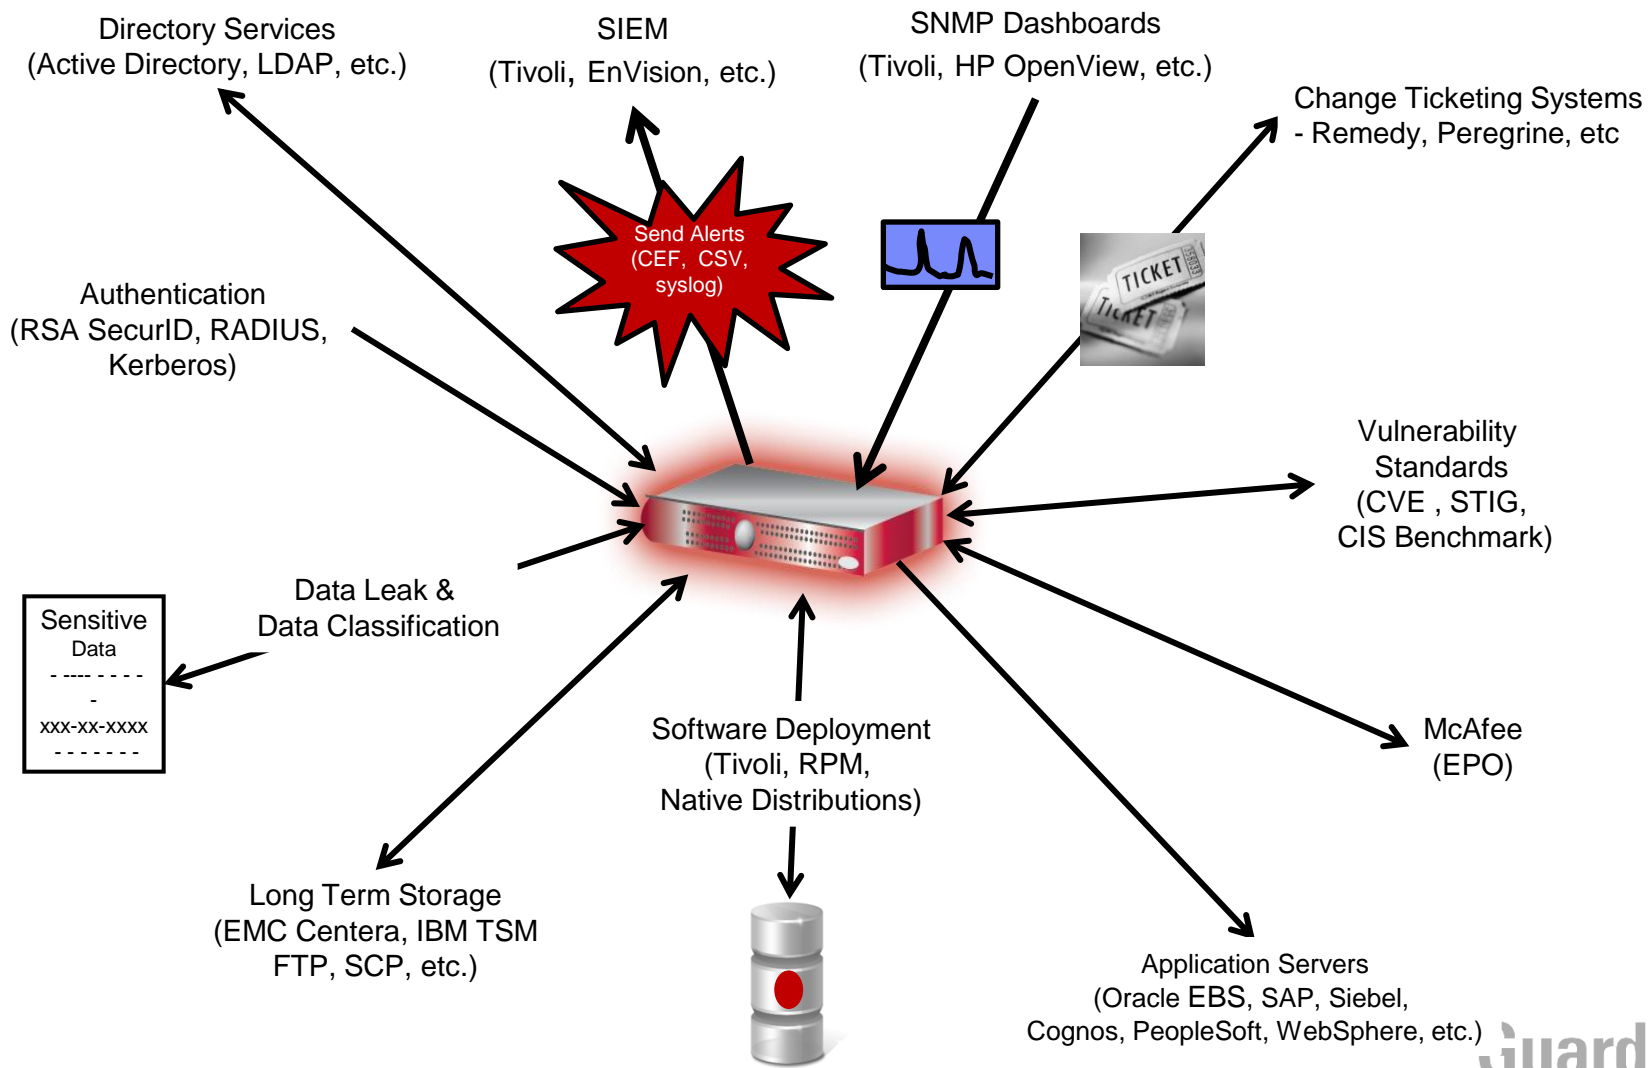 Directory Services
(Active Directory, LDAP, etc.)
SIEM
(Tivoli, EnVision, etc.)
SNMP Dashboards
(Tivoli, HP OpenView, etc.)
Change Ticketing Systems
- Remedy, Peregrine, etc
Send Alerts
(CEF, CSV,
syslog)
TICKET
TICKET
Authentication
(RSA SecurID, RADIUS,
Kerberos)
Vulnerability
Standards
(CVE , STIG,
CIS Benchmark)
Data Leak &
Data Classification
Sensitive
Data
- ---- - - - -
-
xxx-xx-xxxx
- - - - - - -
Software Deployment
(Tivoli, RPM,
Native Distributions)
McAfee
(EPO)
Long Term Storage
(EMC Centera, IBM TSM
FTP, SCP, etc.)
Application Servers
(Oracle EBS, SAP, Siebel,
Cognos, PeopleSoft, WebSphere, etc.)
Guard